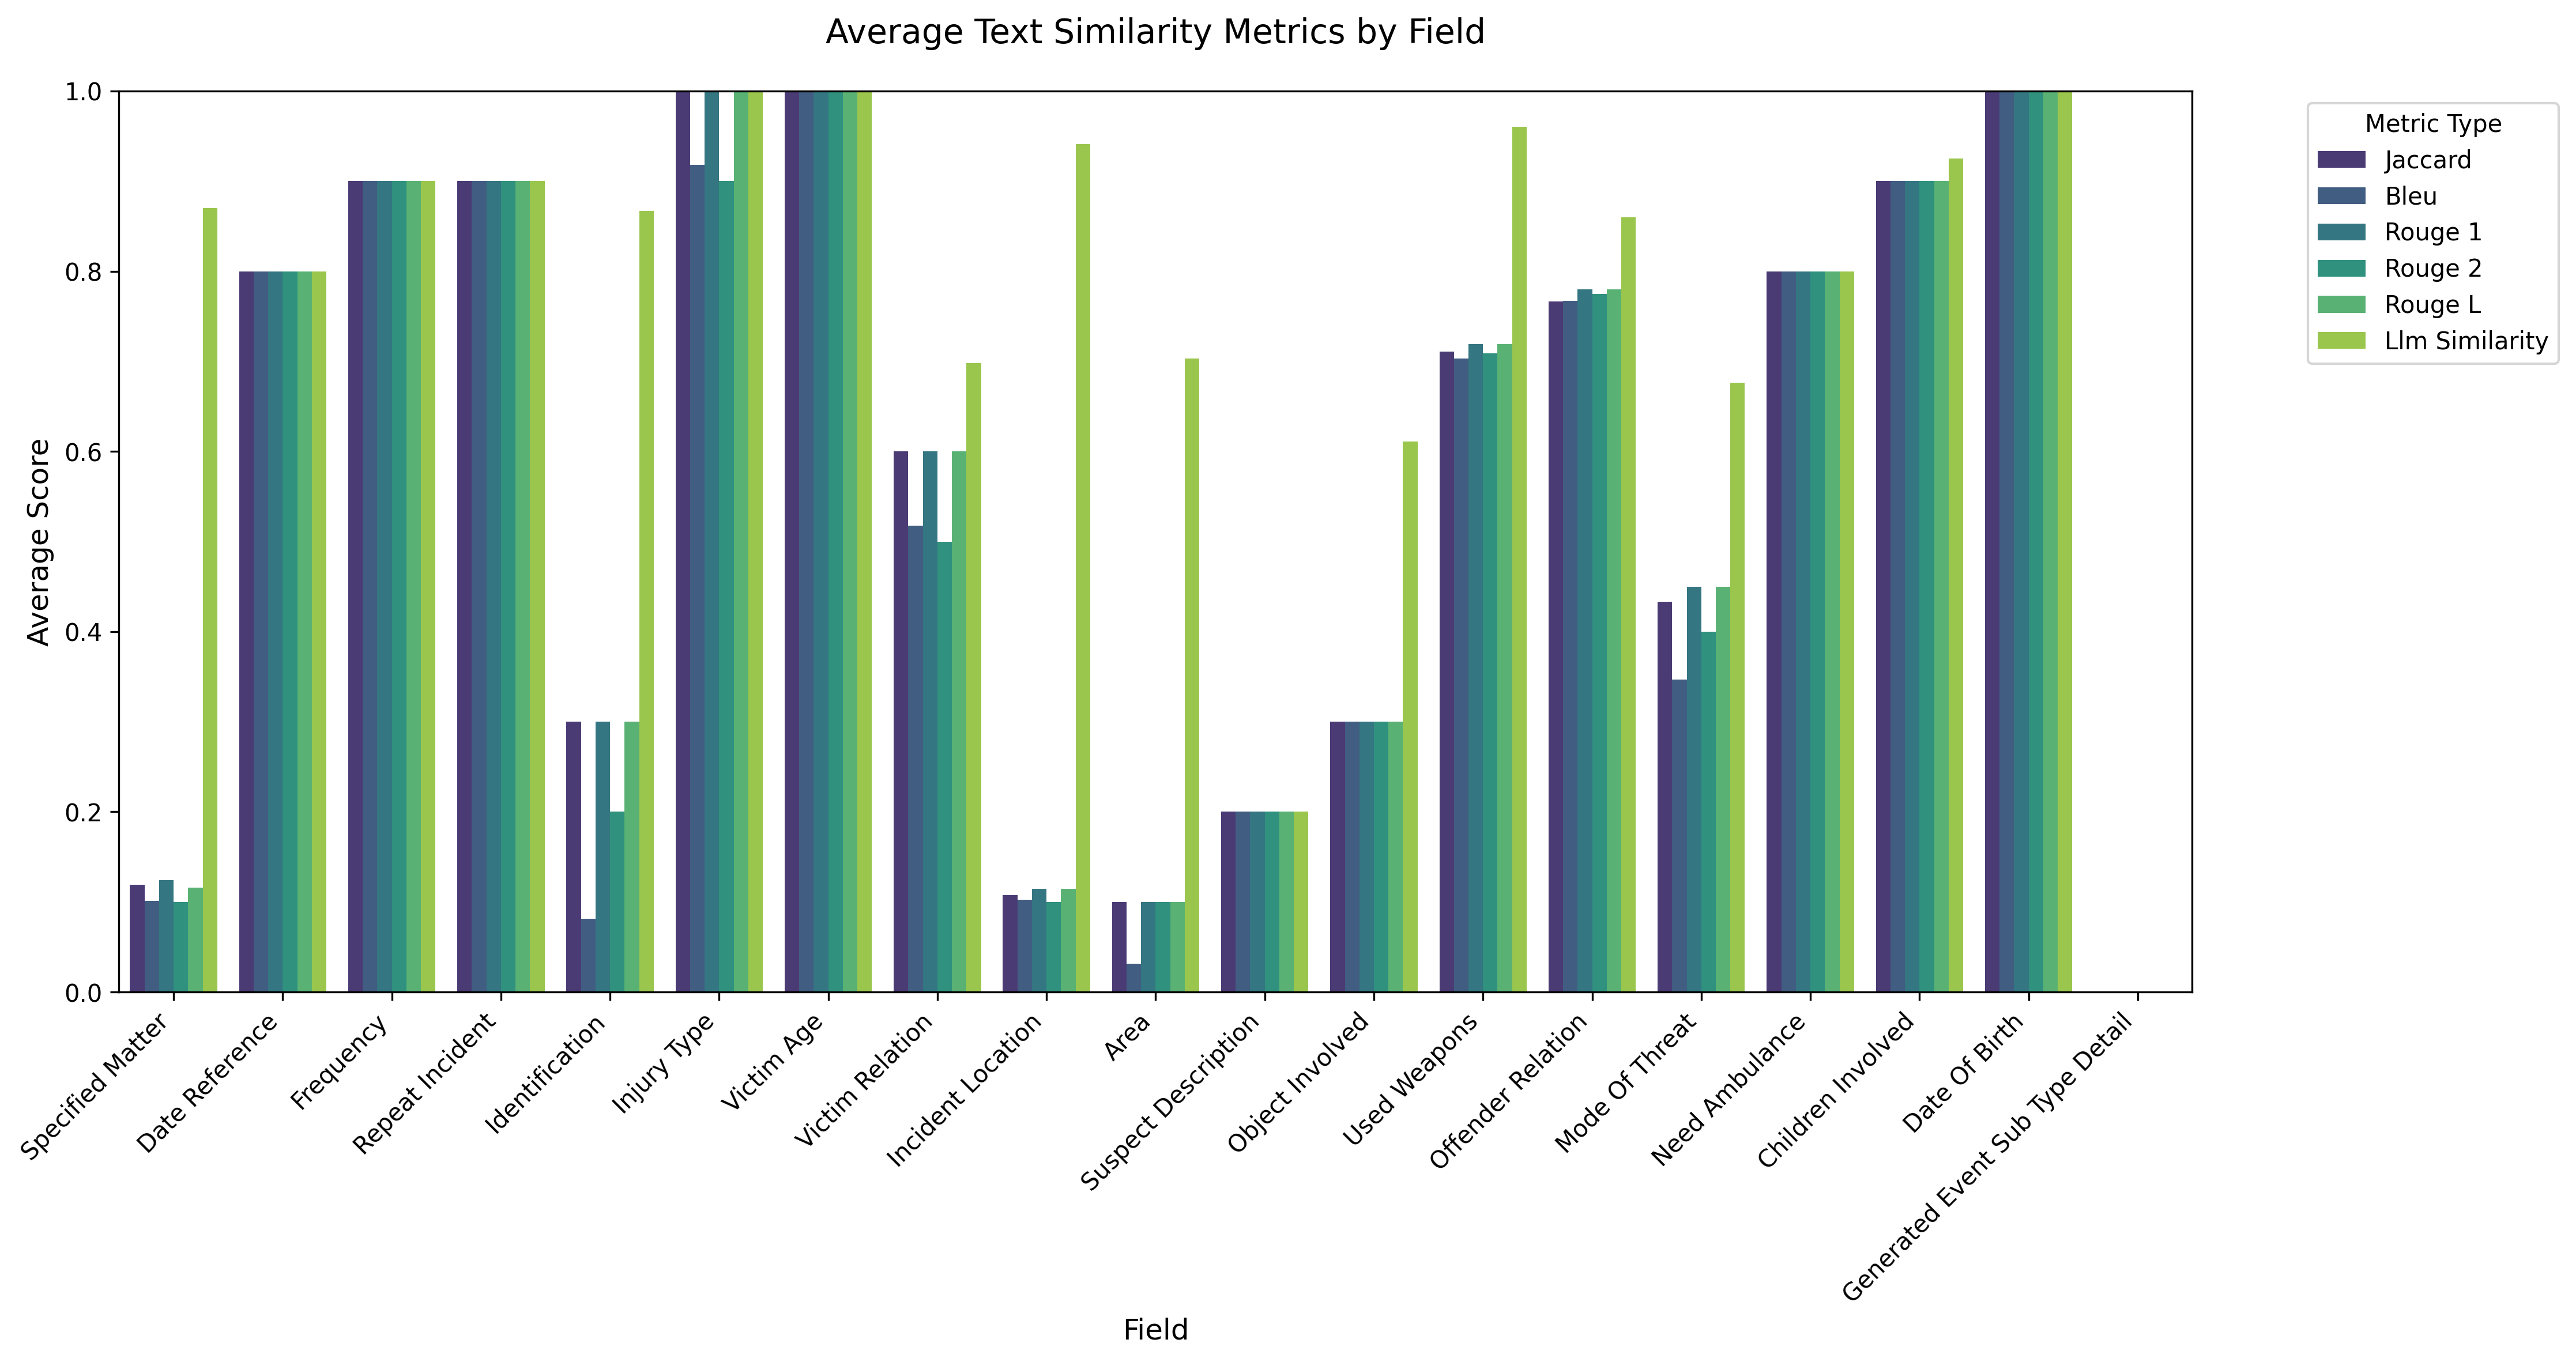 Average Text Similarity Metrics by Field
Average Score
1.0
0.8
0.6
0.4
0.2
0.0
Specified Matter
Date Reference
Frequency
Repeat Incident
Identification
Injury Type
Victim Age
Victim Relation
Incident Location
Area
Suspect Description
Object Involved
Used Weapons
Offender Relation
Mode Of Threat
Need Ambulance
Children Involved
Date Of Birth
Generated Event Sub Type Detail
Field
Metric Type
Jaccard
Bleu
Rouge 1
Rouge 2
Rouge L
Llm Similarity